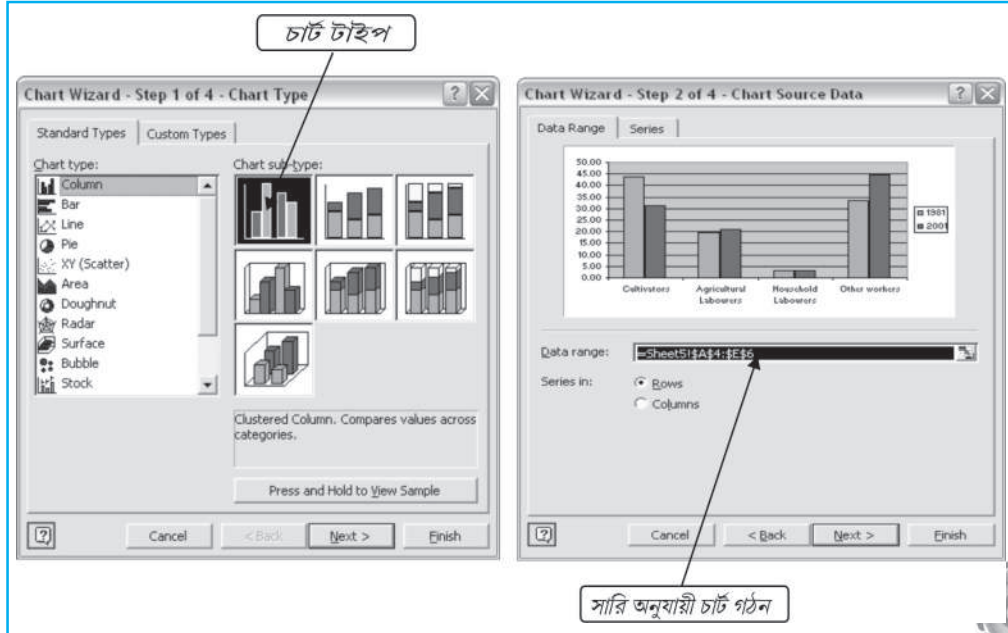 চার্ট টাইপ
Chart Wizard - Step 1 of 4 - Chart Type
Standard Types
Custom Types
Chart type:
Column
Bar
Line
Pie
XY (Scatter)
Area
Doughnut
Radar
Surface
Bubble
Stock
Chart sub-type:
Clustered Column. Compares values across
categories.
Press and Hold to View Sample
Cancel
< Back
Next >
Finish
Chart Wizard - Step 2 of 4 - Chart Source Data
Data Range
Series
50.00
45.00
40.00
35.00
30.00
25.00
20.00
15.00
10.00
5.00
0.00
Cultivators
Agricultural
Labourers
Household
Labourers
Other workers
1981
2001
Data range:
=Sheet5!$A$4:$E$6
Series in:
Rows
Columns
Cancel
< Back
Next >
Finish
সারি অনুযায়ী চার্ট গঠন